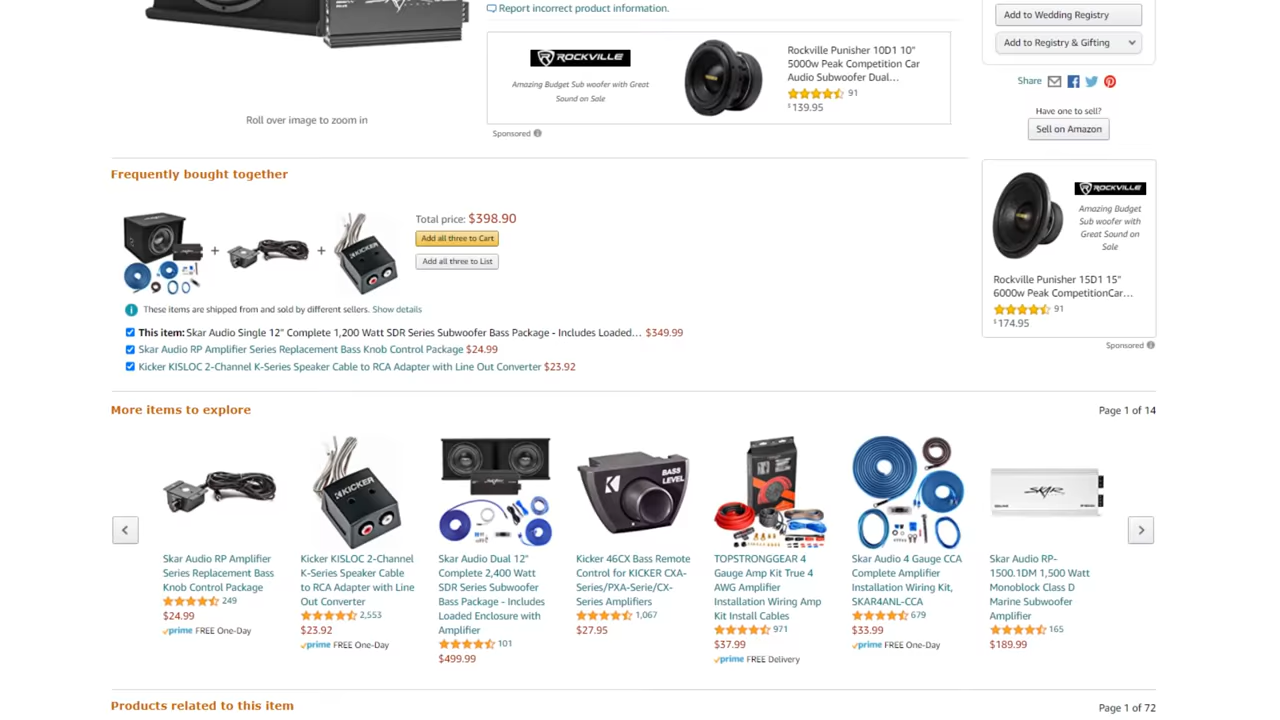 Report incorrect product information.
Add to Wedding Registry
Add to Registry & Gifting
Share
Have one to sell?
Sell on Amazon
ROCKVILLE
Amazing Budget Sub woofer with Great
Sound on Sale
Rockville Punisher 10D1 10"
5000w Peak Competition Car
Audio Subwoofer Dual...
91
$139.95
Sponsored
Roll over image to zoom in
ROCKVILLE
Amazing Budget
Sub woofer with
Great Sound on
Sale
Rockville Punisher 15D1 15"
6000w Peak CompetitionCar...
91
$174.95
Sponsored
Frequently bought together
+
+
KICKER
Total price: $398.90
Add all three to Cart
Add all three to List
These items are shipped from and sold by different sellers. Show details
This item: Skar Audio Single 12" Complete 1,200 Watt SDR Series Subwoofer Bass Package - Includes Loaded... $349.99
Skar Audio RP Amplifier Series Replacement Bass Knob Control Package $24.99
Kicker KISLOC 2-Channel K-Series Speaker Cable to RCA Adapter with Line Out Converter $23.92
More items to explore
Page 1 of 14
KICKER
BASS
LEVEL
SKAR
Skar Audio RP Amplifier
Series Replacement Bass
Knob Control Package
249
$24.99
prime FREE One-Day
Kicker KISLOC 2-Channel
K-Series Speaker Cable
to RCA Adapter with Line
Out Converter
2,553
$23.92
prime FREE One-Day
Skar Audio Dual 12"
Complete 2,400 Watt
SDR Series Subwoofer
Bass Package - Includes
Loaded Enclosure with
Amplifier
101
$499.99
Kicker 46CX Bass Remote
Control for KICKER CXA-
Series/PXA-Serie/CX-
Series Amplifiers
1,067
$27.95
TOPSTRONGGEAR 4
Gauge Amp Kit True 4
AWG Amplifier
Installation Wiring Amp
Kit Install Cables
971
$37.99
prime FREE Delivery
Skar Audio 4 Gauge CCA
Complete Amplifier
Installation Wiring Kit,
SKAR4ANL-CCA
679
$33.99
prime FREE One-Day
Skar Audio RP-
1500.1DM 1,500 Watt
Monoblock Class D
Marine Subwoofer
Amplifier
165
$189.99
Products related to this item
Page 1 of 72